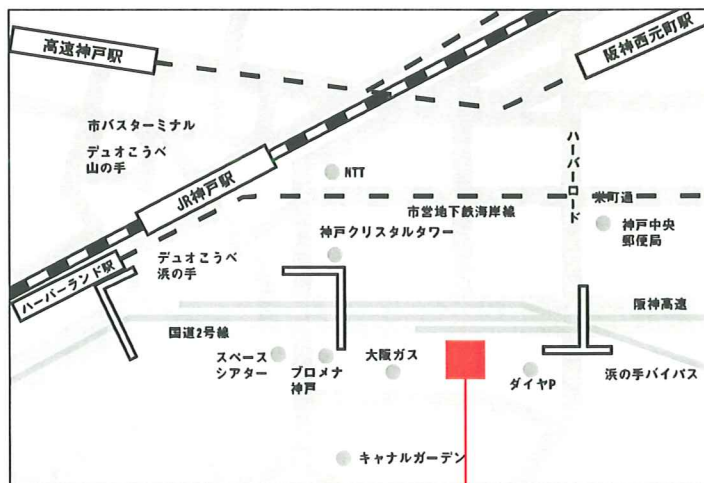 高速神戸駅
阪神西元町駅
市バスターミナル
デュオこうべ
山の手
JR神戸駅
NTT
ハーバーロード
栄町通
市営地下鉄海岸線
神戸中央
郵便局
神戸クリスタルタワー
デュオこうべ
浜の手
ハーバーランド駅
阪神高速
国道2号線
スペース
シアター
プロメナ
神戸
大阪ガス
ダイヤP
浜の手バイパス
キャナルガーデン